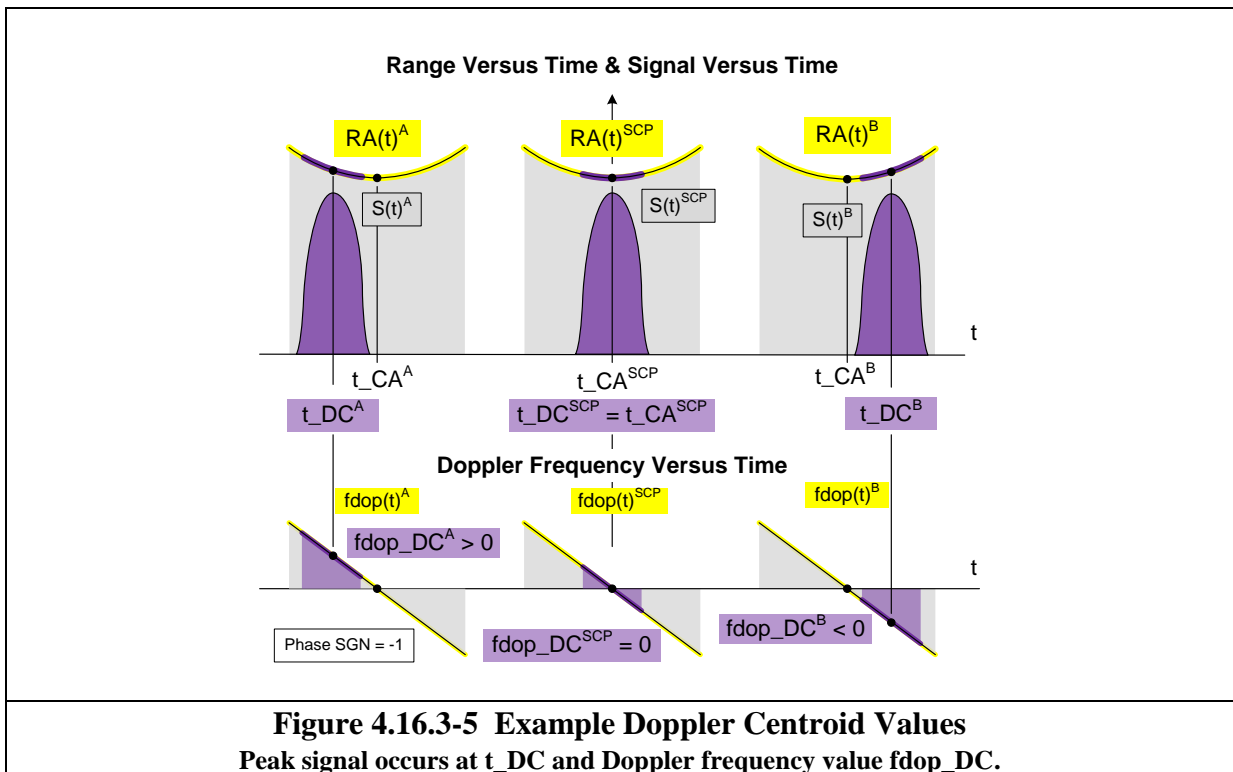 Range Versus Time & Signal Versus Time
RA(t)^A
RA(t)^SCP
RA(t)^B
S(t)^A
S(t)^SCP
S(t)^B
t
t_CA^A
t_CA^SCP
t_CA^B
t_DC^A
t_DC^SCP = t_CA^SCP
t_DC^B
Doppler Frequency Versus Time
fdop(t)^A
fdop(t)^SCP
fdop(t)^B
fdop_DC^A > 0
t
Phase SGN = -1
fdop_DC^SCP = 0
fdop_DC^B < 0
Figure 4.16.3-5 Example Doppler Centroid Values
Peak signal occurs at t_DC and Doppler frequency value fdop_DC.